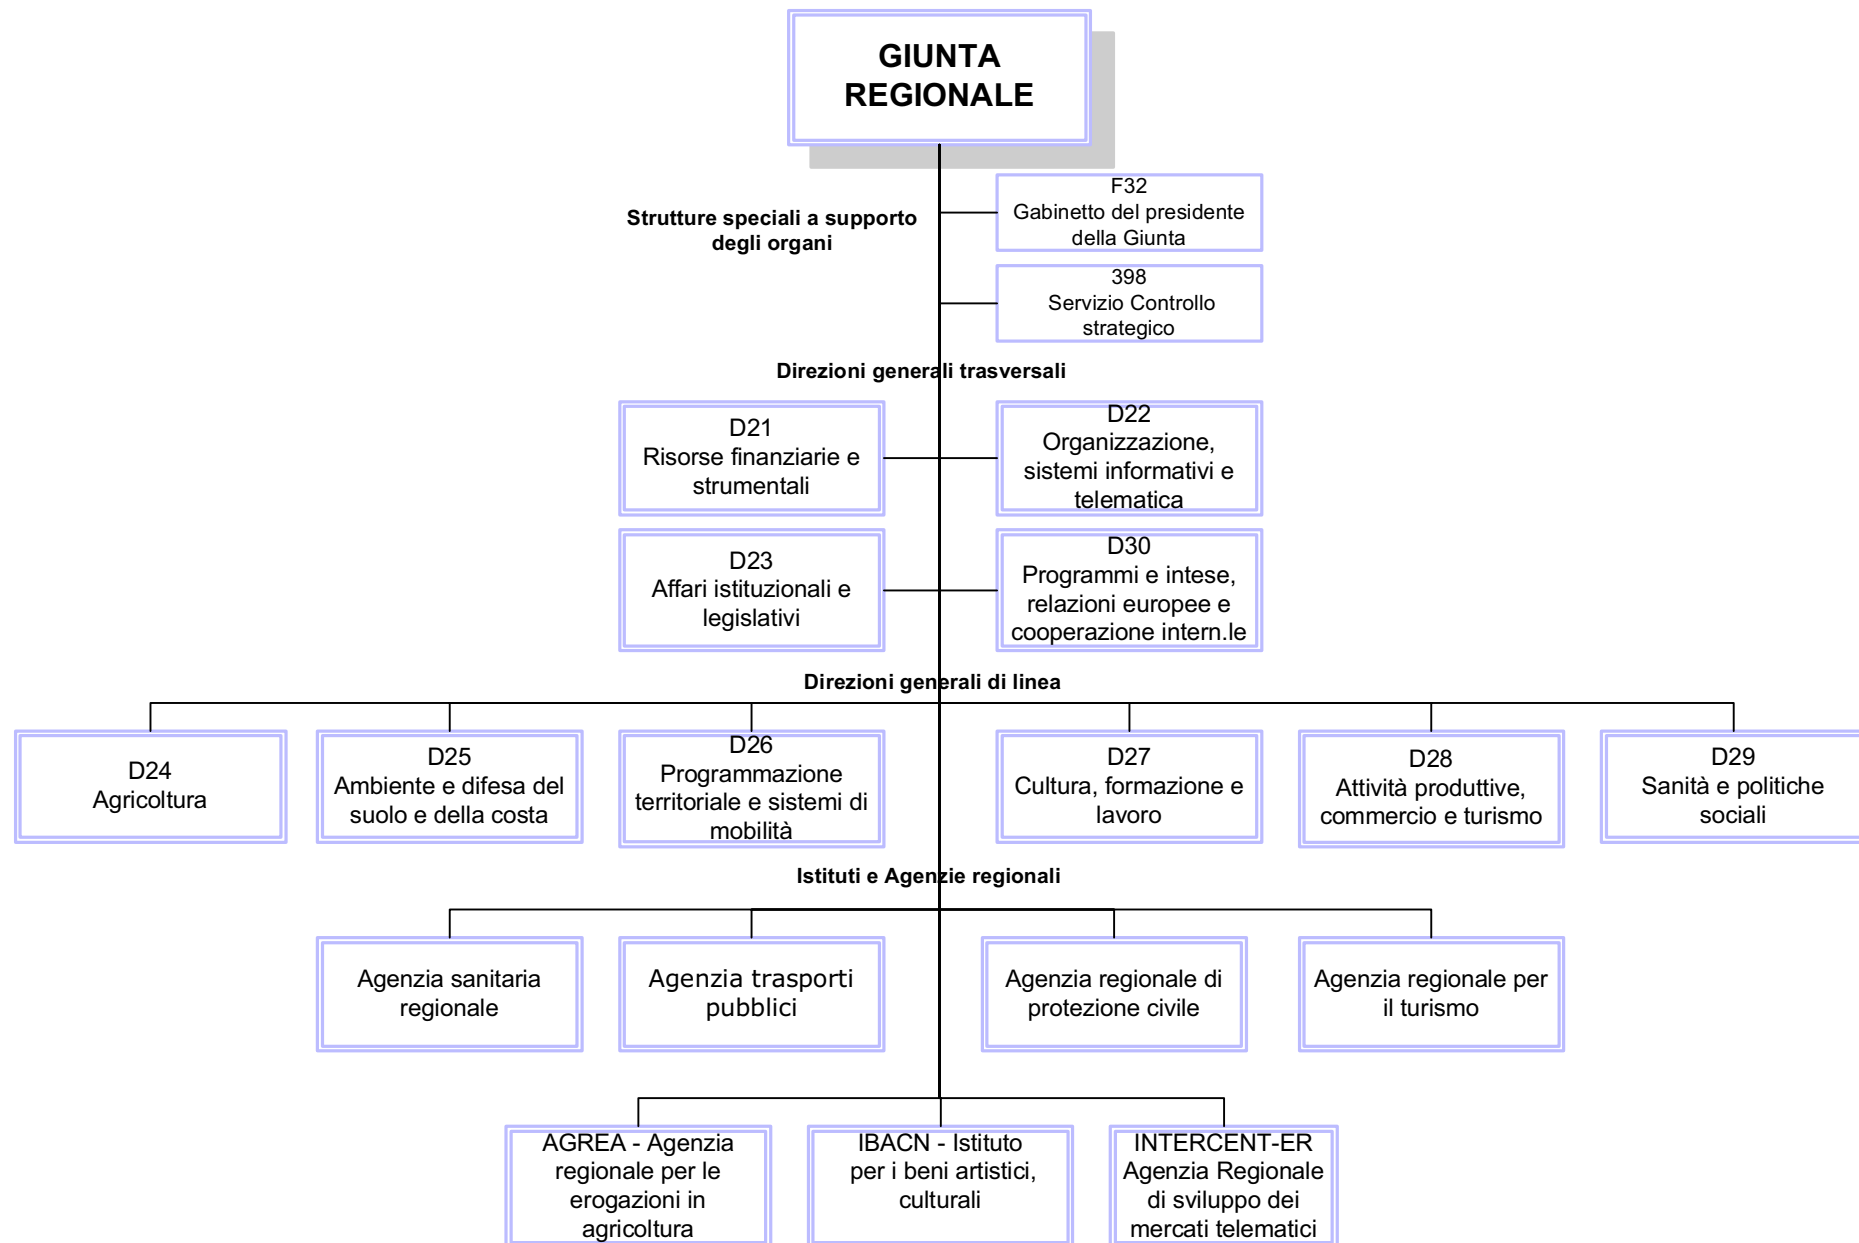 GIUNTA
REGIONALE
Strutture speciali a supporto
degli organi
F32
Gabinetto del presidente
della Giunta
398
Servizio Controllo
strategico
Direzioni generali trasversali
D21
Risorse finanziarie e
strumentali
D22
Organizzazione,
sistemi informativi e
telematica
D23
Affari istituzionali e
legislativi
D30
Programmi e intese,
relazioni europee e
cooperazione intern.le
Direzioni generali di linea
D24
Agricoltura
D25
Ambiente e difesa del
suolo e della costa
D26
Programmazione
territoriale e sistemi di
mobilità
D27
Cultura, formazione e
lavoro
D28
Attività produttive,
commercio e turismo
D29
Sanità e politiche
sociali
Istituti e Agenzie regionali
Agenzia sanitaria
regionale
Agenzia trasporti
pubblici
Agenzia regionale di
protezione civile
Agenzia regionale per
il turismo
AGREA - Agenzia
regionale per le
erogazioni in
agricoltura
IBACN - Istituto
per i beni artistici,
culturali
INTERCENT-ER
Agenzia Regionale
di sviluppo dei
mercati telematici